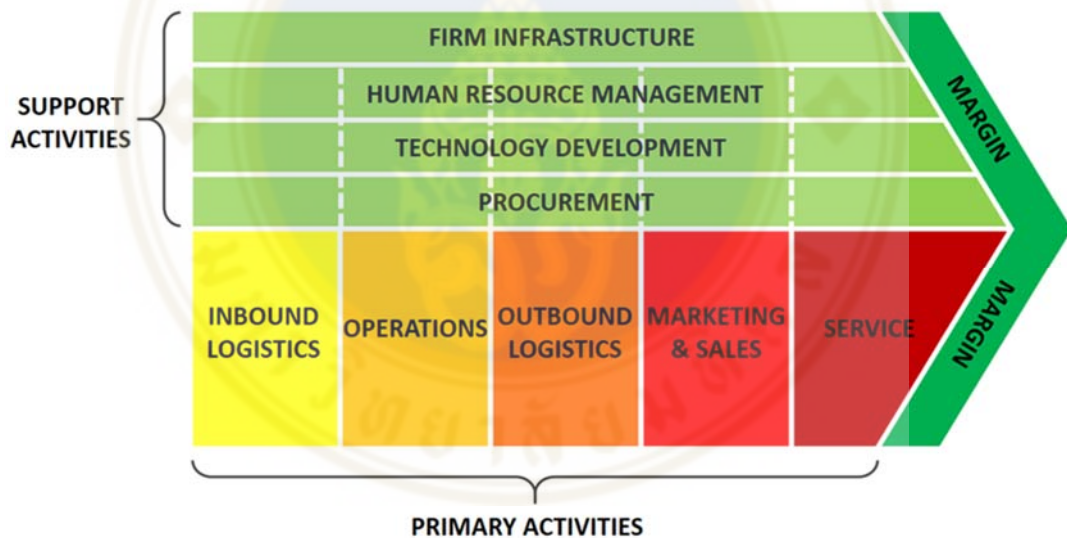 FIRM INFRASTRUCTURE
HUMAN RESOURCE MANAGEMENT
SUPPORT
ACTIVITIES
TECHNOLOGY DEVELOPMENT
PROCUREMENT
MARGIN
INBOUND
LOGISTICS
OPERATIONS
OUTBOUND
LOGISTICS
MARKETING
& SALES
SERVICE
MARGIN
PRIMARY ACTIVITIES